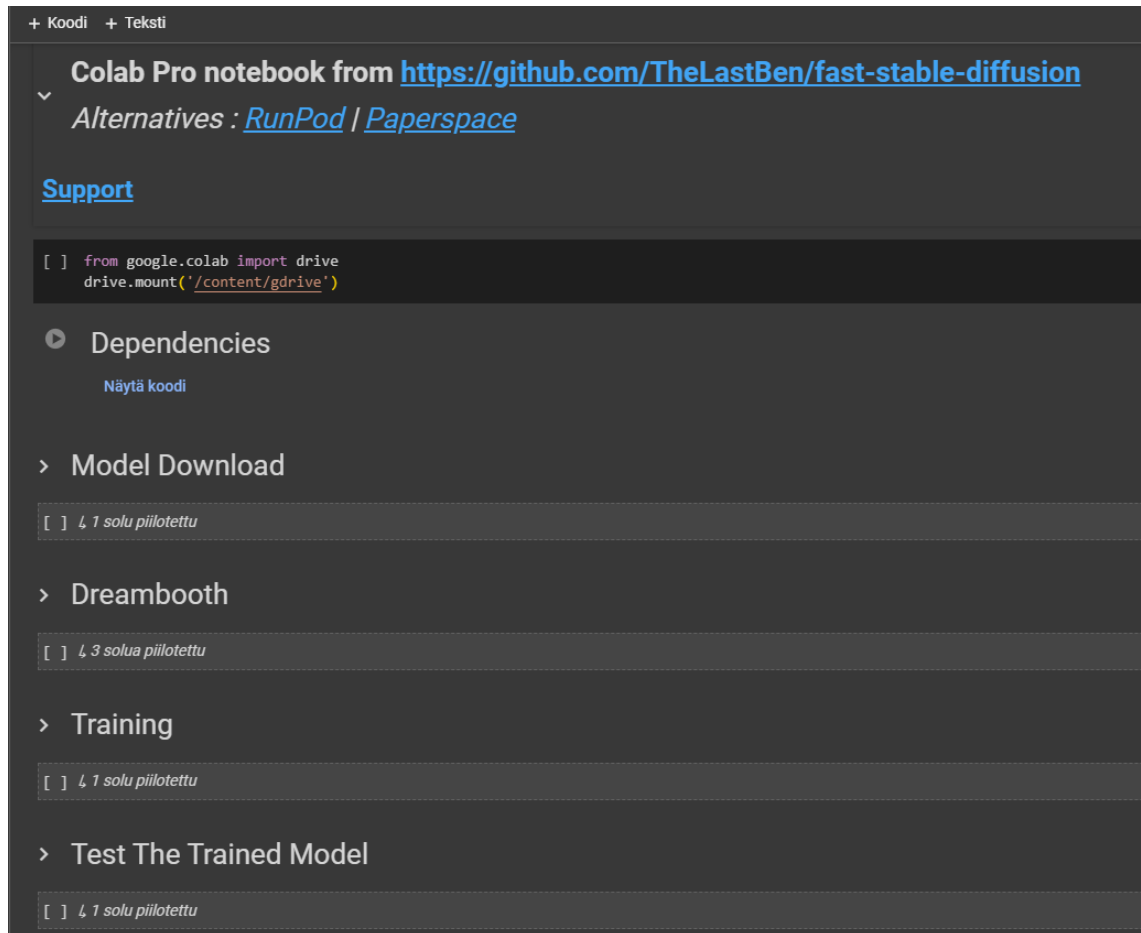 + Koodi + Teksti
Colab Pro notebook from https://github.com/TheLastBen/fast-stable-diffusion
Alternatives : RunPod | Paperspace
Support
[ ] from google.colab import drive
drive.mount('/content/gdrive')
Dependencies
Näytä koodi
Model Download
[ ] ↳ 1 solu piilotettu
Dreambooth
[ ] ↳ 3 solua piilotettu
Training
[ ] ↳ 1 solu piilotettu
Test The Trained Model
[ ] ↳ 1 solu piilotettu